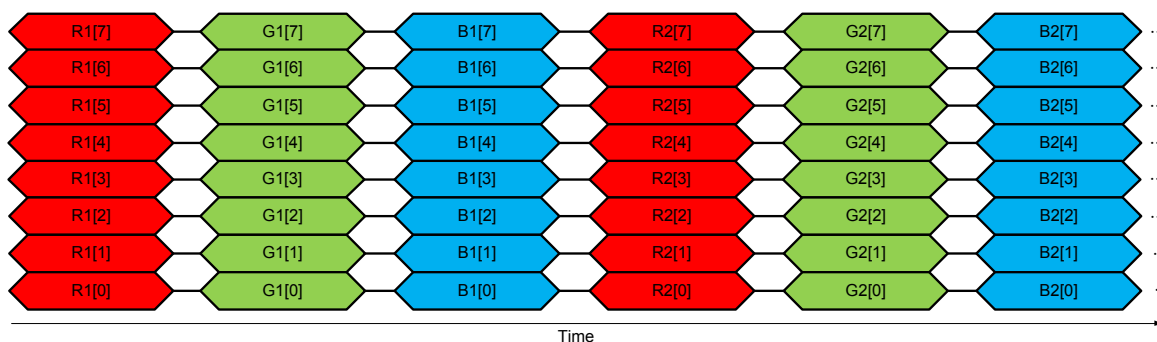 R1[7] G1[7] B1[7] R2[7] G2[7] B2[7]
R1[6] G1[6] B1[6] R2[6] G2[6] B2[6]
R1[5] G1[5] B1[5] R2[5] G2[5] B2[5]
R1[4] G1[4] B1[4] R2[4] G2[4] B2[4]
R1[3] G1[3] B1[3] R2[3] G2[3] B2[3]
R1[2] G1[2] B1[2] R2[2] G2[2] B2[2]
R1[1] G1[1] B1[1] R2[1] G2[1] B2[1]
R1[0] G1[0] B1[0] R2[0] G2[0] B2[0]
Time